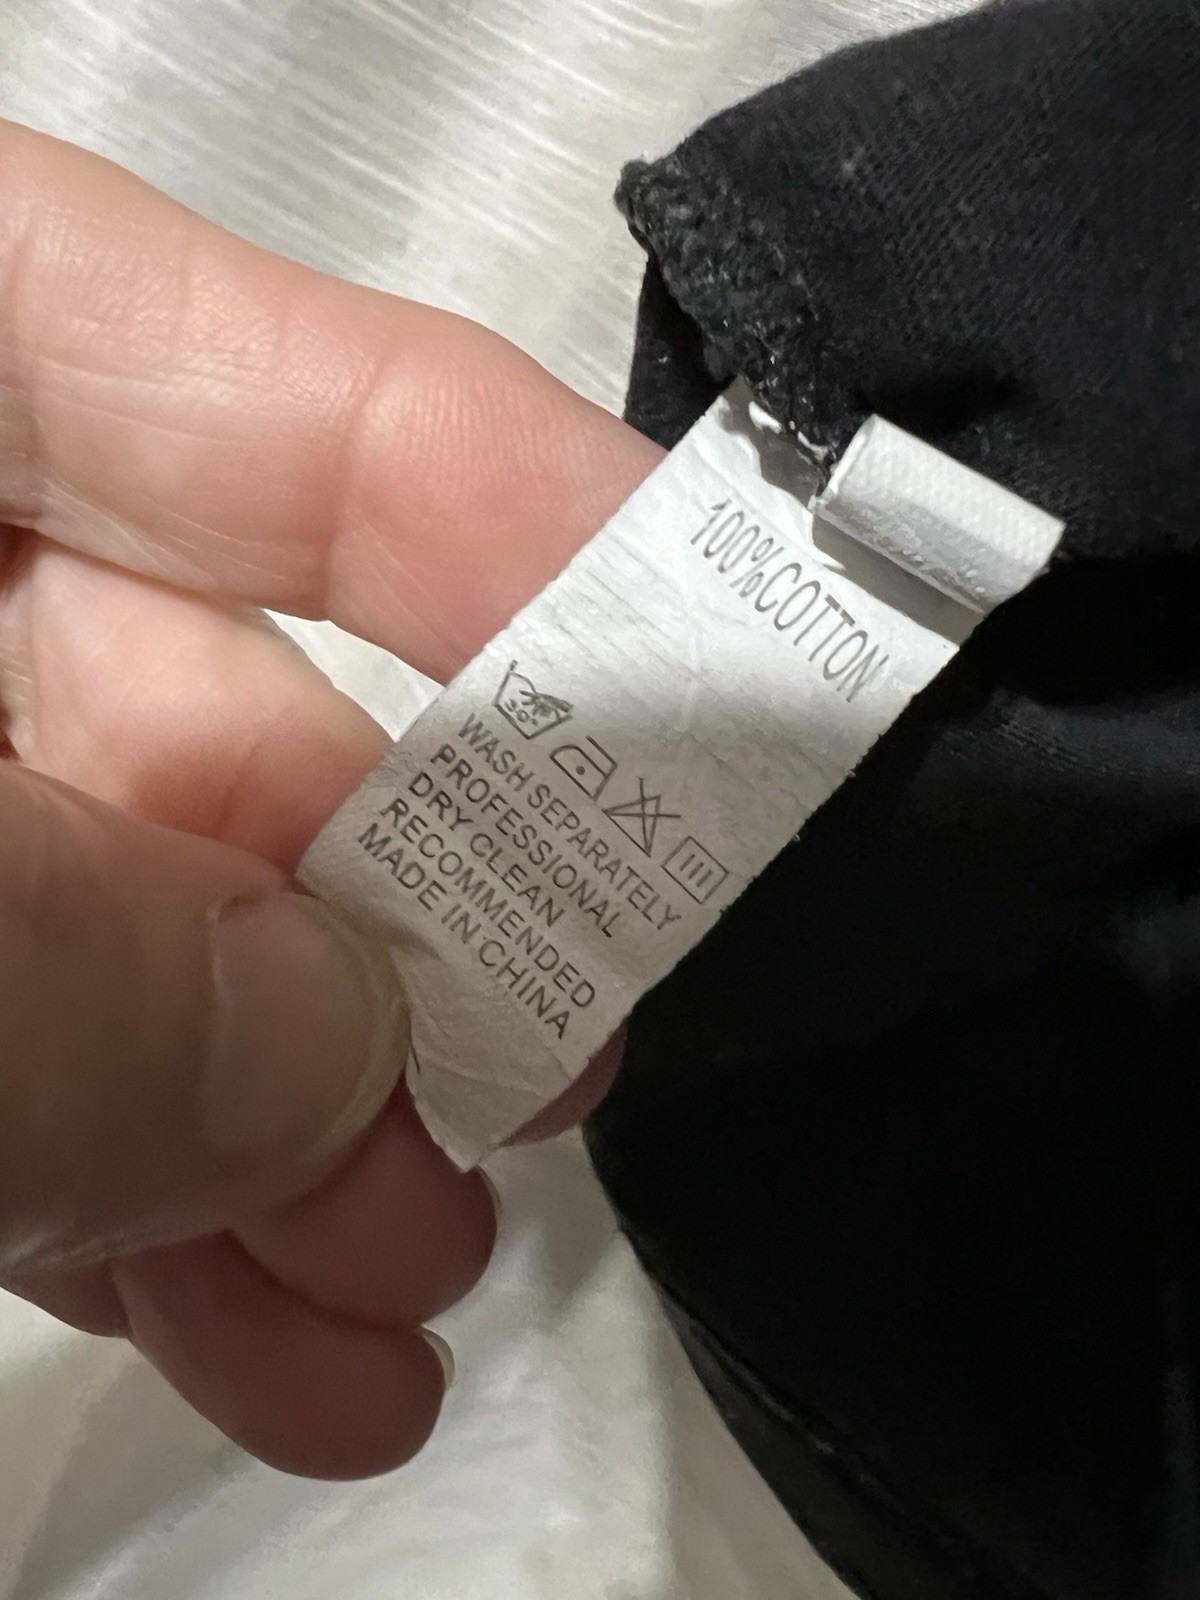 100%COTTON
30°
WASH SEPARATELY
PROFESSIONAL
DRY CLEAN
RECOMMENDED
MADE IN CHINA